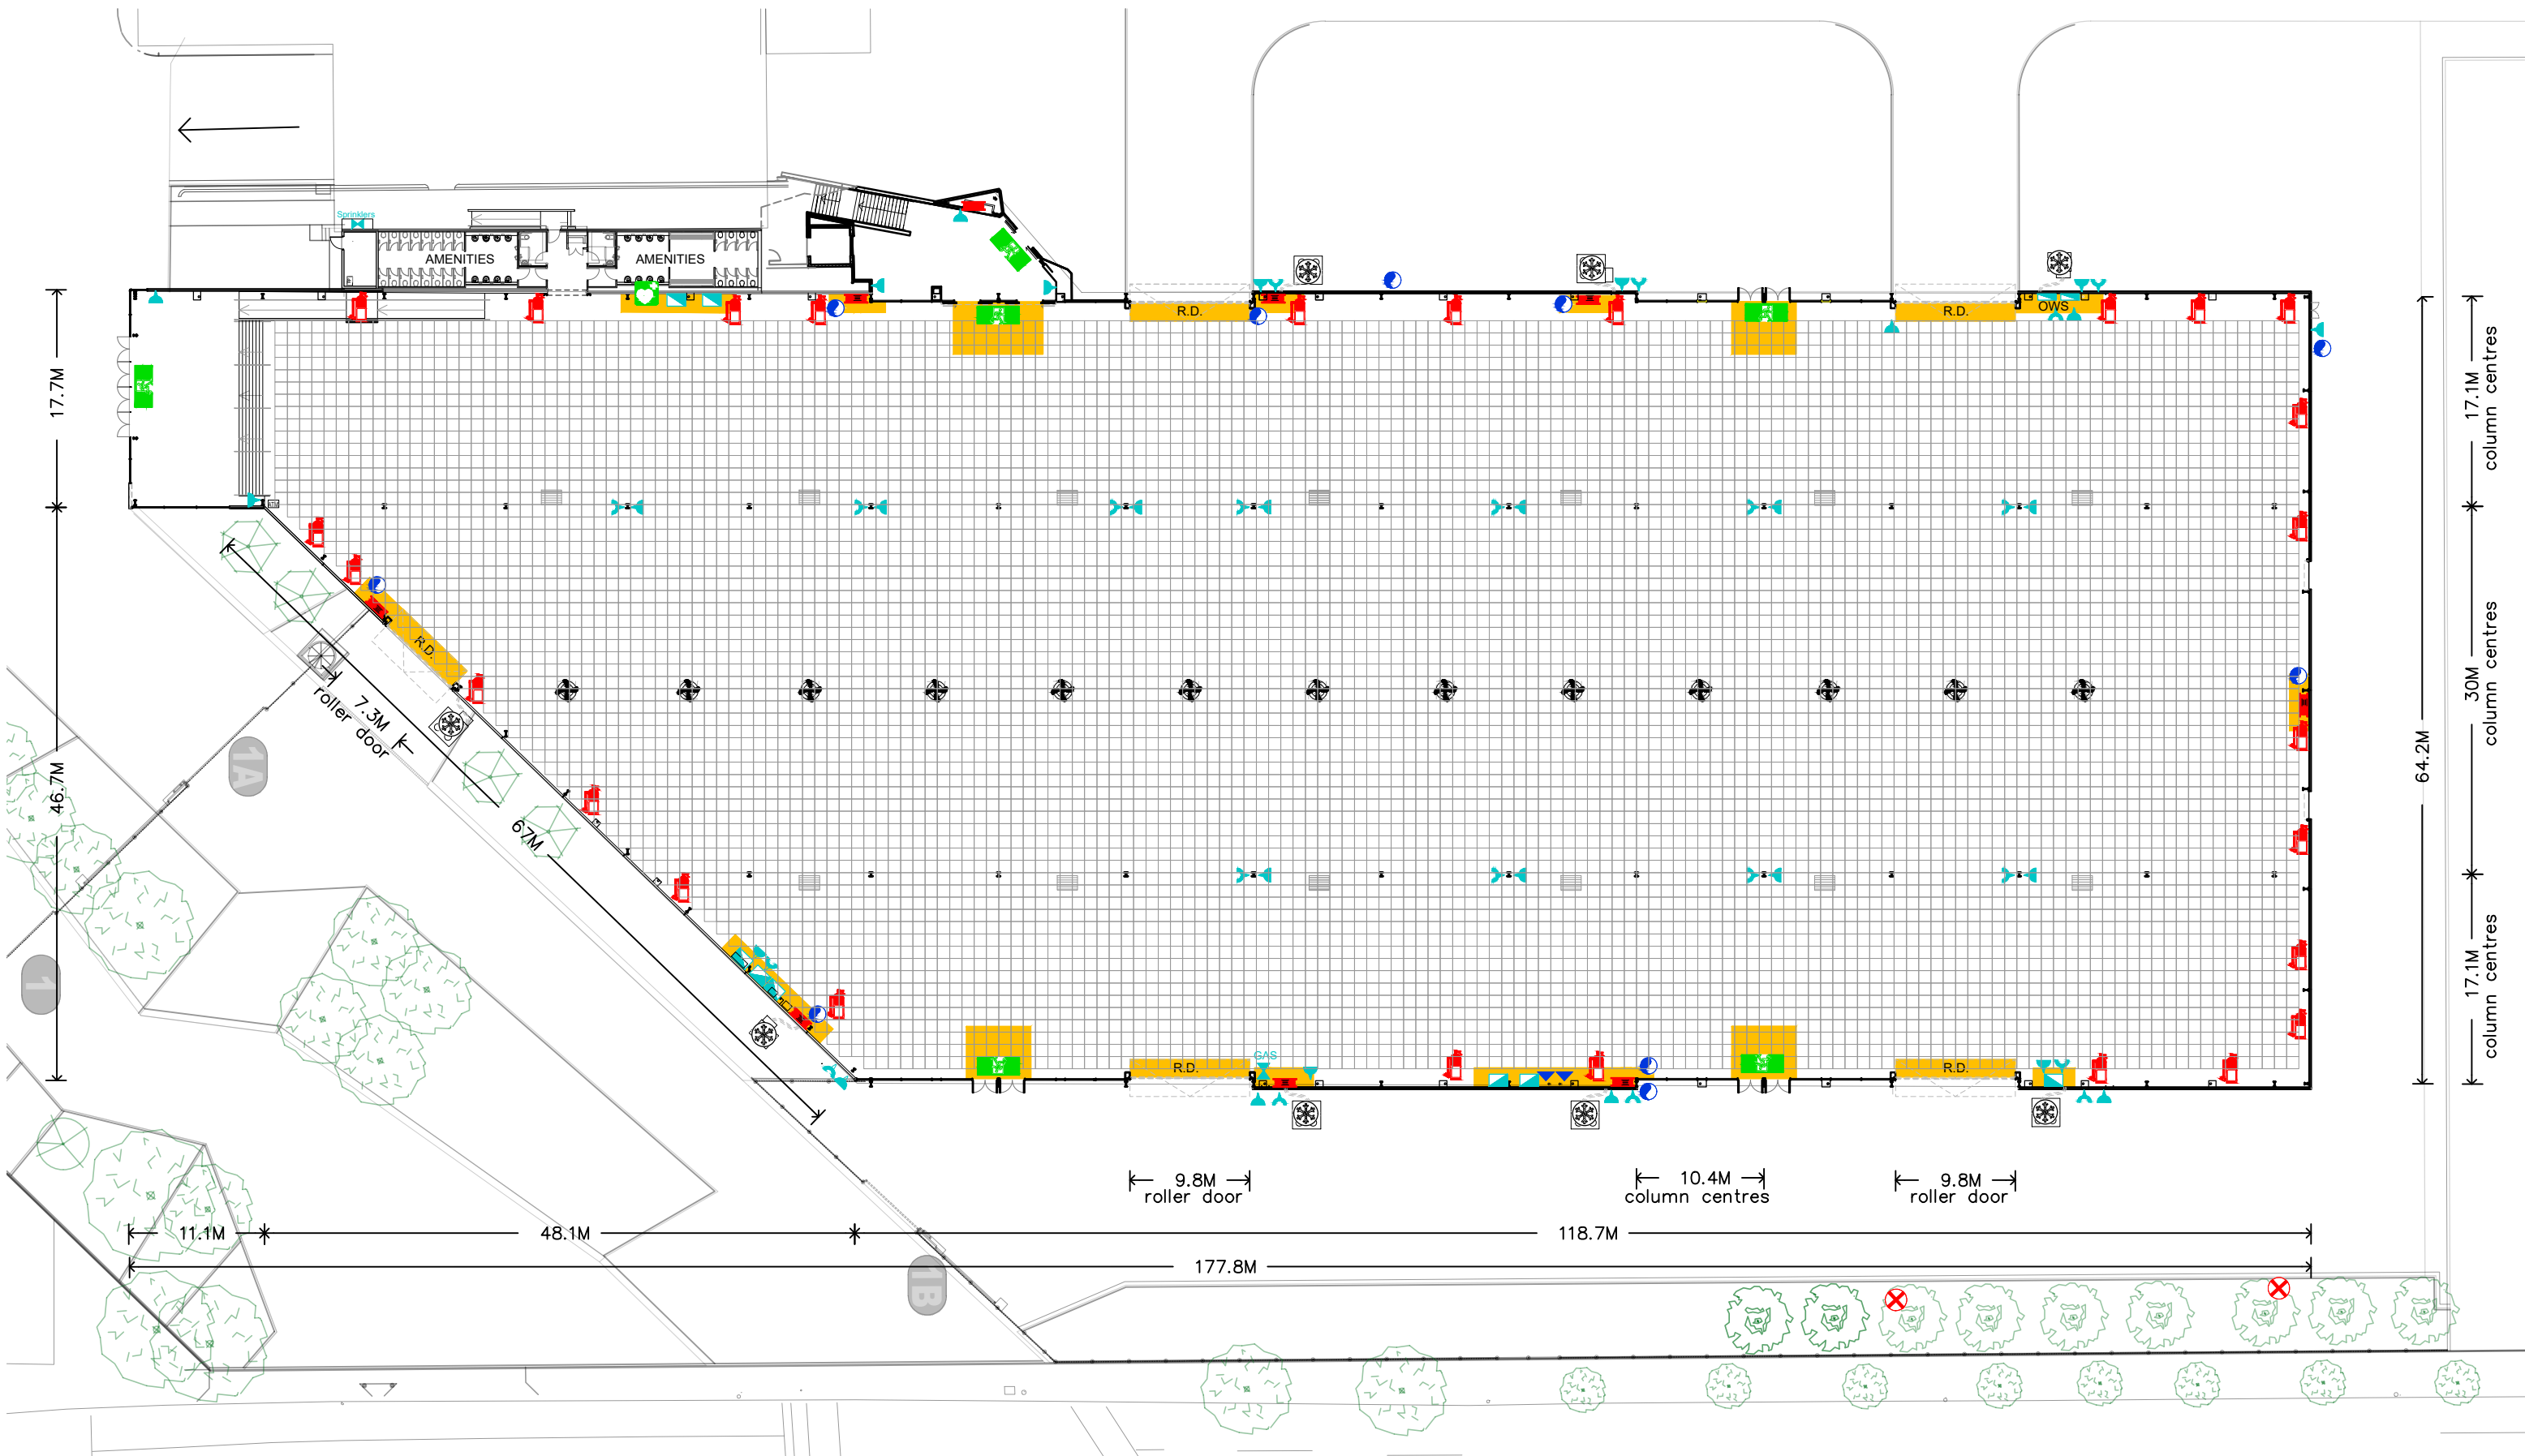 Sprinklers
AMENITIES
AMENITIES
R.D.
R.D.
OWS
17.7M
17.1M
column centres
R.D.
7.3M
roller door
30M
column centres
64.2M
1A
46.7M
67M
1
17.1M
column centres
GAS
R.D.
R.D.
9.8M
roller door
10.4M
column centres
9.8M
roller door
11.1M
48.1M
118.7M
177.8M
1B